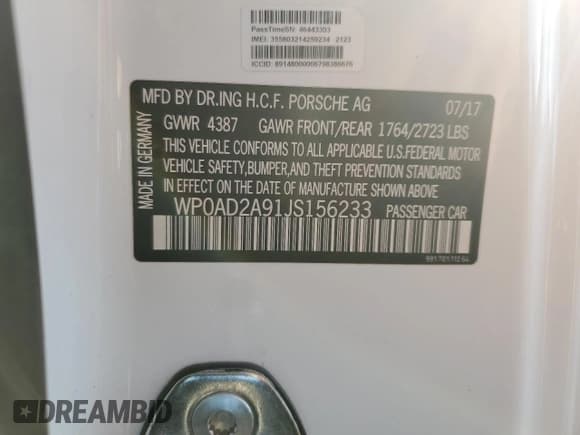 PassTimeSN: 46443303
IMEI: 355803214259234 2123
MFD BY DR.ING H.C.F. PORSCHE AG 07/17
GVWR 4387 GAWR FRONT/REAR 1764/2723 LBS
THIS VEHICLE CONFORMS TO ALL APPLICABLE U.S.FEDERAL MOTOR
VEHICLE SAFETY,BUMPER,AND THEFT PREVENTION STANDARDS
IN EFFECT ON THE DATE OF MANUFACTURE SHOWN ABOVE.
WP0AD2A91JS156233 PASSENGER CAR
MADE IN GERMANY
DREAMBID